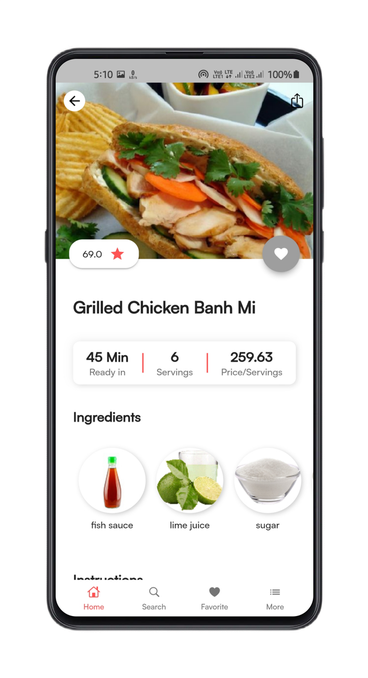 5:10 100%
69.0
Grilled Chicken Banh Mi
45 Min 6 259.63
Ready in Servings Price/Servings
Ingredients
fish sauce lime juice sugar
Instructions
Home Search Favorite More